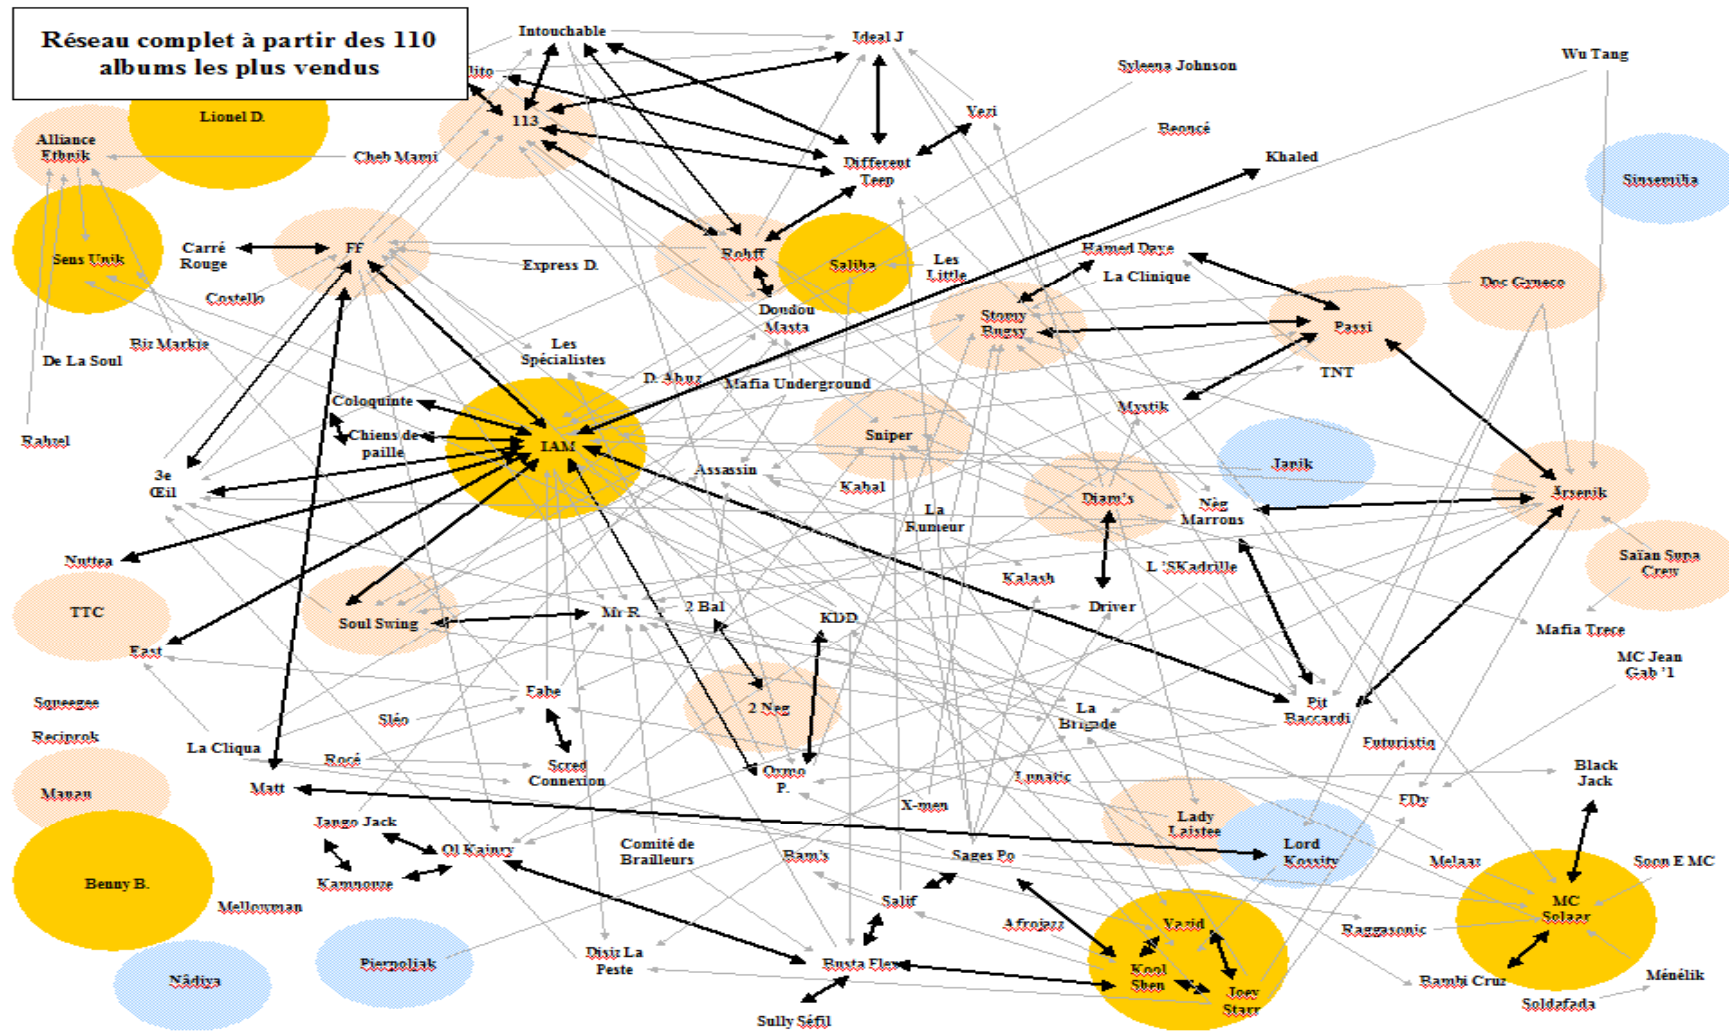 Réseau complet à partir des 110
albums les plus vendus
Intouchable
Ideal J
Wu Tang
lito
Syleena Johnson
Lionel D.
113
Vezi
Beoncé
Alliance
Ethnik
Cheb Mami
Different
Teep
Khaled
Sinsemilia
Sens Unik
Carré
Rouge
FF
Rohff
Saliha
Les
Little
Hamed Daye
La Clinique
Express D.
Doc Gyneco
Costello
Doudou
Masta
Stomy
Bugsy
Passi
De La Soul
Biz Markie
Les
Spécialistes
D. Abuz
Mafia Underground
TNT
Coloquinte
Mystik
Rahzel
Chiens de
paille
IAM
Sniper
Janik
3e
Œil
Assassin
Kabal
Diam's
Nèg
Marrons
Arsenik
La
Rumeur
Nuttea
Kalash
L 'SKadrille
Saïan Supa
Crew
TTC
Soul Swing
Mr R
2 Bal
KDD
Driver
Mafia Trece
East
MC Jean
Gab '1
Squeegee
Fabe
2 Neg
La
Brigade
Pit
Baccardi
Sléo
Reciprok
La Cliqua
Rocé
Scred
Connexion
Oxmo
P.
Lunatic
Futuristiq
Black
Jack
Manau
Matt
X-men
FDy
Jango Jack
Lady
Laistee
Ol Kainry
Comité de
Brailleurs
Bam's
Sages Po
Lord
Kossity
Melaaz
Soon E MC
Benny B.
Kamnouze
Mellowman
Salif
MC
Solaar
Afrojazz
Yazid
Raggasonic
Pierpoljak
Disiz La
Peste
Busta Flex
Kool
Shen
Nâdiya
Joey
Starr
Bambi Cruz
Ménélik
Soldafada
Sully Séfil